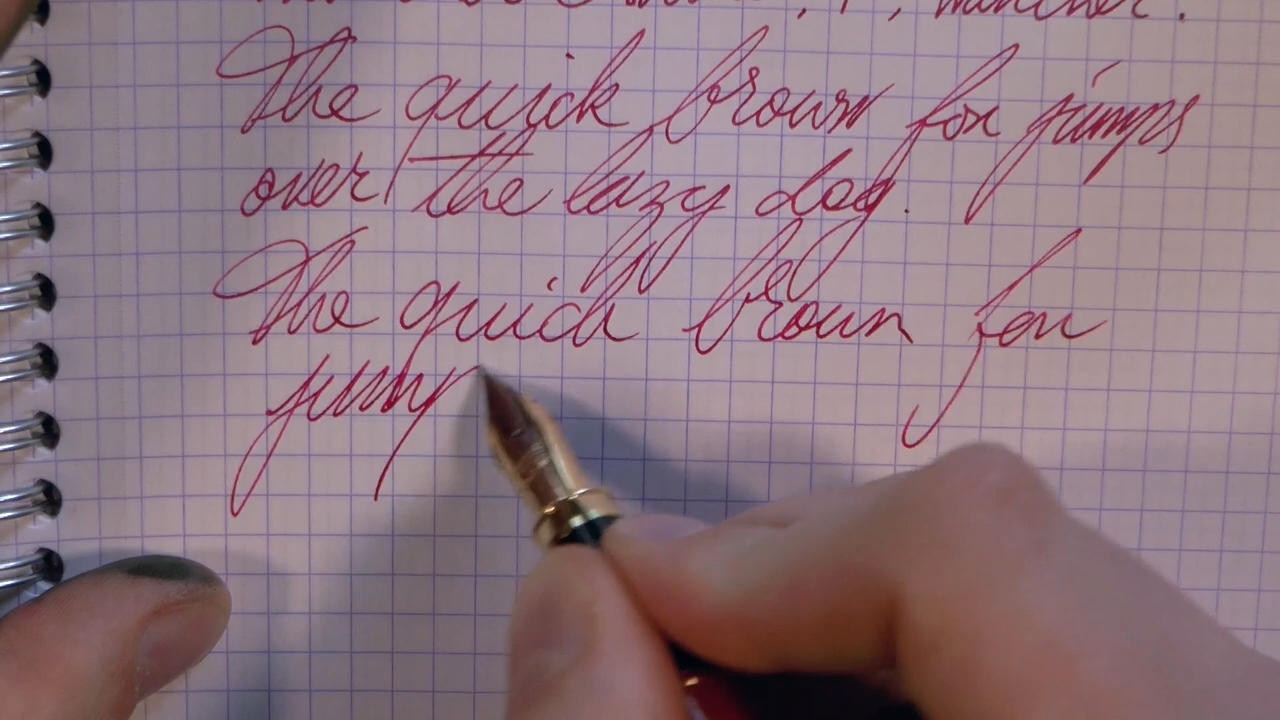 The quick brown fox jumps
over the lazy dog.
The quick brown fox
jump